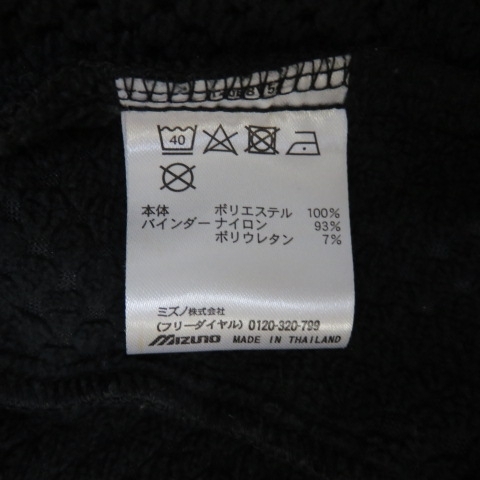 40
本体 ポリエステル 100%
バインダー ナイロン 93%
ポリウレタン 7%
ミズノ株式会社
(フリーダイヤル) 0120-320-799
MIZUNO MADE IN THAILAND